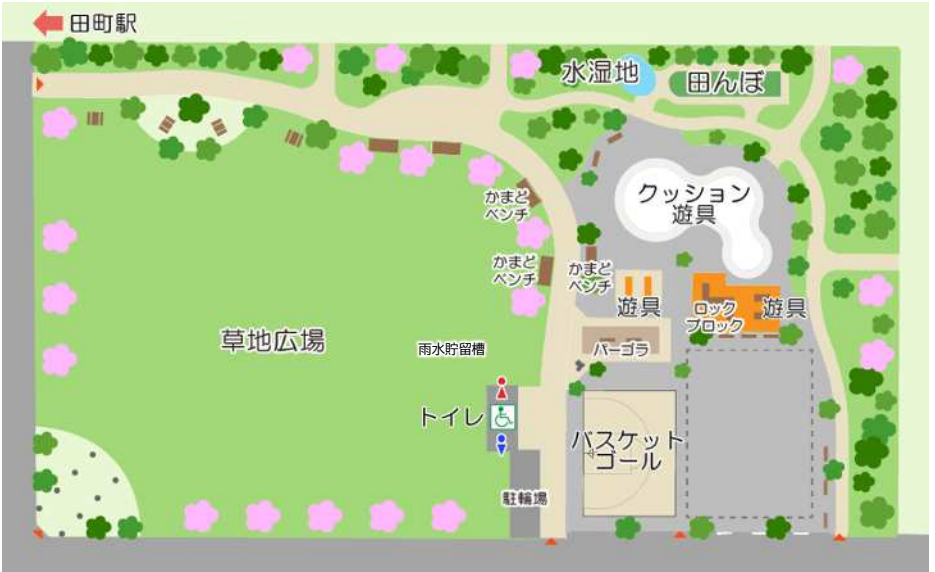 田町駅
水湿地
田んぼ
クッション
遊具
かまど
ベンチ
かまど
ベンチ
かまど
ベンチ
遊具
ロック
ブロック
遊具
草地広場
雨水貯留槽
パーゴラ
トイレ
バスケット
ゴール
駐輪場